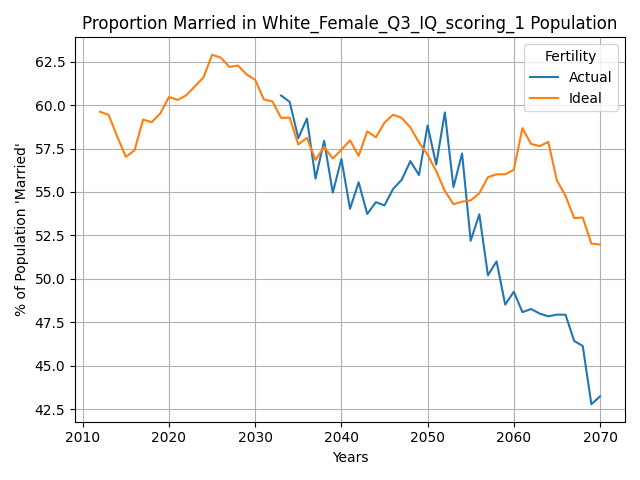 Proportion Married in White_Female_Q3_IQ_scoring_1 Population
Fertility
Actual
Ideal
% of Population 'Married'
62.5
60.0
57.5
55.0
52.5
50.0
47.5
45.0
42.5
2010 2020 2030 2040 2050 2060 2070
Years